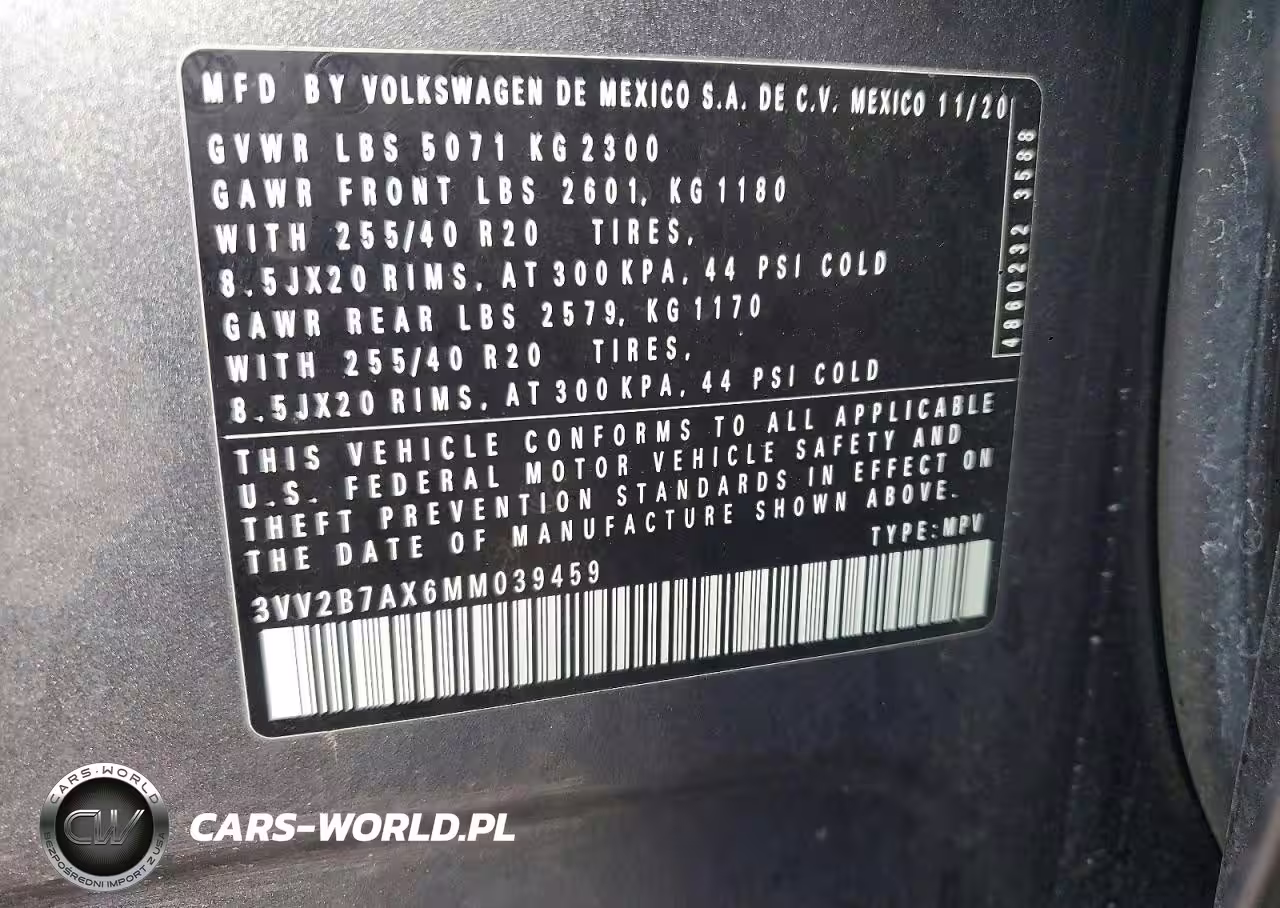 MFD BY VOLKSWAGEN DE MEXICO S.A. DE C.V. MEXICO 11/20
GVWR LBS 5071 KG 2300
GAWR FRONT LBS 2601, KG 1180
WITH 255/40 R20 TIRES,
8.5JX20 RIMS, AT 300 KPA, 44 PSI COLD
GAWR REAR LBS 2579, KG 1170
WITH 255/40 R20 TIRES,
8.5JX20 RIMS, AT 300 KPA, 44 PSI COLD
4860232 3588
THIS VEHICLE CONFORMS TO ALL APPLICABLE
U.S. FEDERAL MOTOR VEHICLE SAFETY AND
THEFT PREVENTION STANDARDS IN EFFECT ON
THE DATE OF MANUFACTURE SHOWN ABOVE.
TYPE:MPV
3VV2B7AX6MM039459
CARS-WORLD
CW
BEZPOŚREDNI IMPORT Z USA
CARS-WORLD.PL